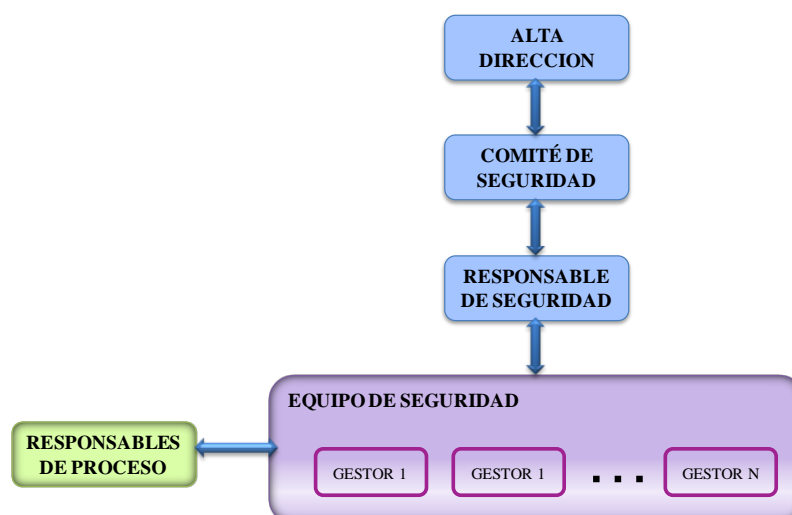 ALTA
DIRECCION
COMITÉ DE
SEGURIDAD
RESPONSABLE
DE SEGURIDAD
EQUIPO DE SEGURIDAD
RESPONSABLES
DE PROCESO
GESTOR 1
GESTOR 1
...
GESTOR N